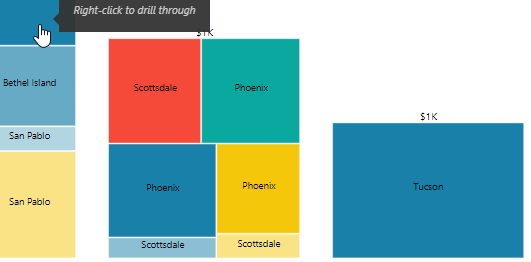 Right-click to drill through
$1K
Bethel Island
Scottsdale
Phoenix
$1K
San Pablo
Phoenix
Phoenix
Tucson
San Pablo
Scottsdale
Scottsdale